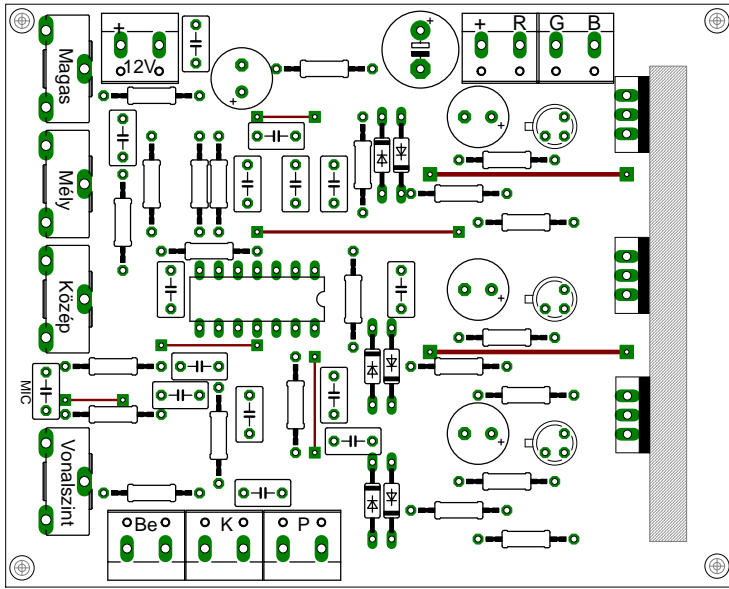 +
12V
+
+
+ R G B
Magas
Mély
Közép
MIC
Vonalszint
+
+
+
Be
K
P